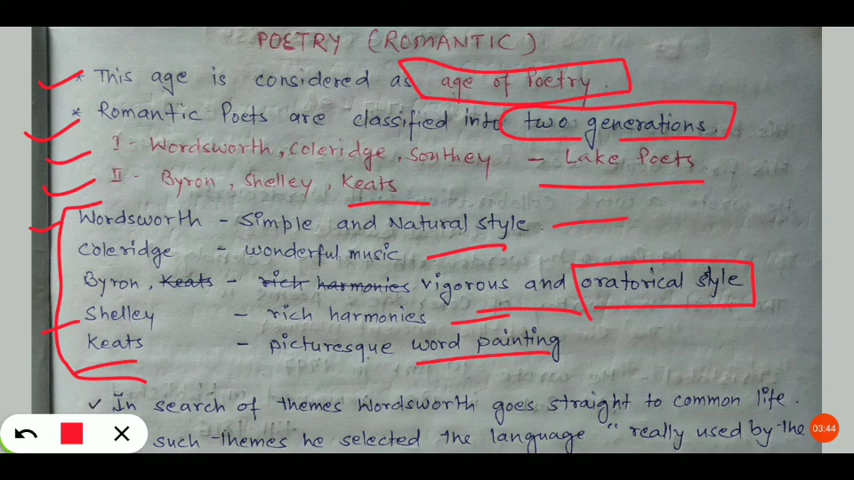 POETRY (ROMANTIC)
* This age is considered as age of Poetry.
* Romantic Poets are classified into two generations.
I - Wordsworth, Coleridge, Southey - Lake Poets
II - Byron, Shelley, Keats
Wordsworth - Simple and Natural style.
Coleridge - wonderful music
Byron, Keats - rich harmonies vigorous and oratorical style
Shelley - rich harmonies
Keats - picturesque word painting
✓ In search of themes Wordsworth goes straight to common life.
such themes he selected the language "really used by the
03:44